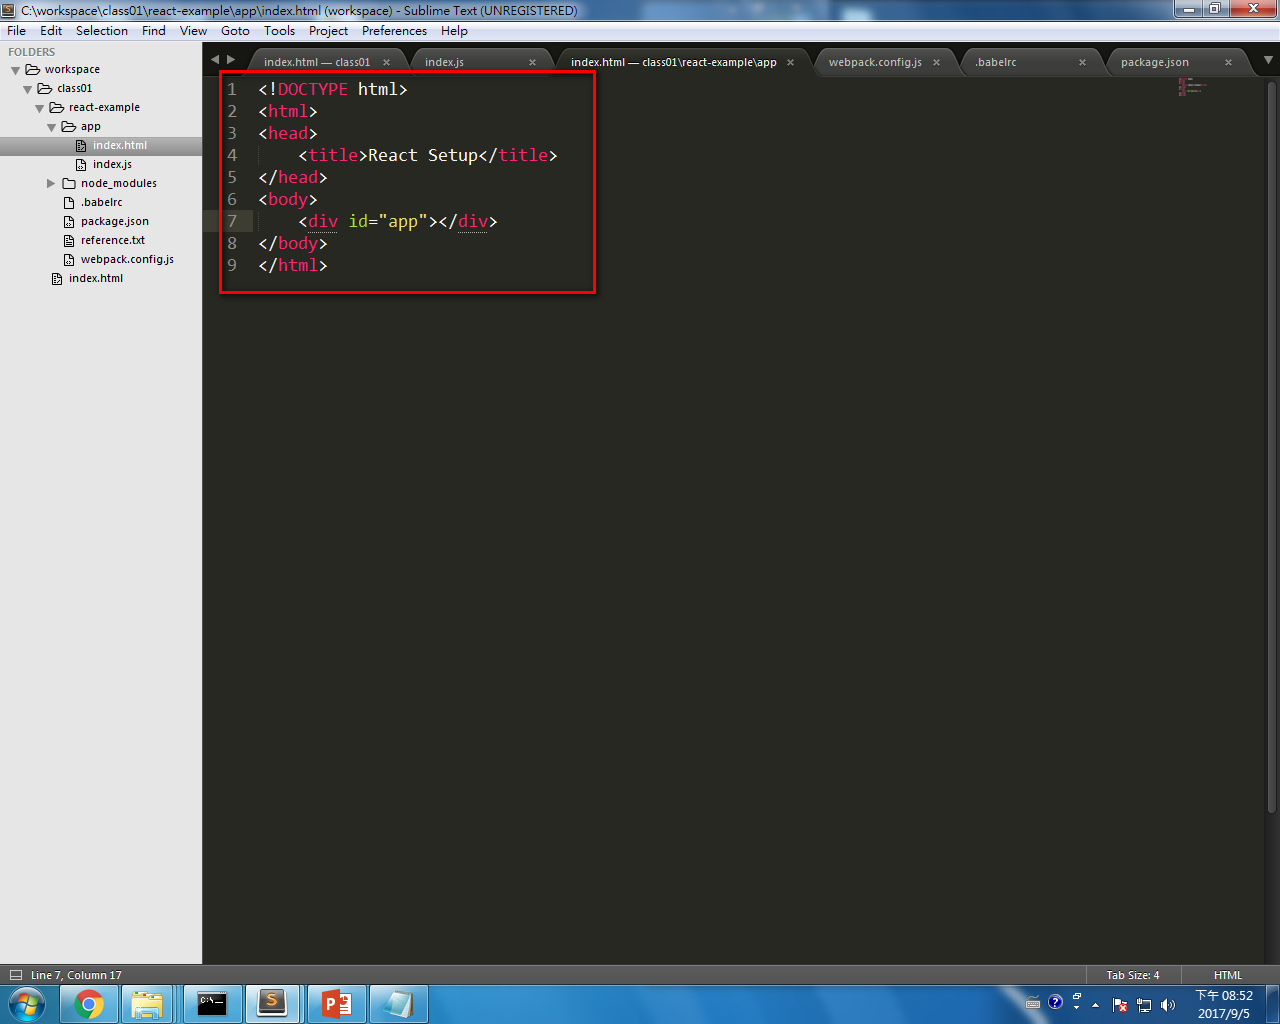 C:\workspace\class01\react-example\app\index.html (workspace) - Sublime Text (UNREGISTERED)
File Edit Selection Find View Goto Tools Project Preferences Help
FOLDERS
workspace
class01
react-example
app
index.html
index.js
node_modules
.babelrc
package.json
reference.txt
webpack.config.js
index.html
index.html — class01 index.js index.html — class01\react-example\app webpack.config.js .babelrc package.json
1 <!DOCTYPE html>
2 <html>
3 <head>
4 <title>React Setup</title>
5 </head>
6 <body>
7 <div id="app"></div>
8 </body>
9 </html>
Line 7, Column 17 Tab Size: 4 HTML
下午 08:52
2017/9/5